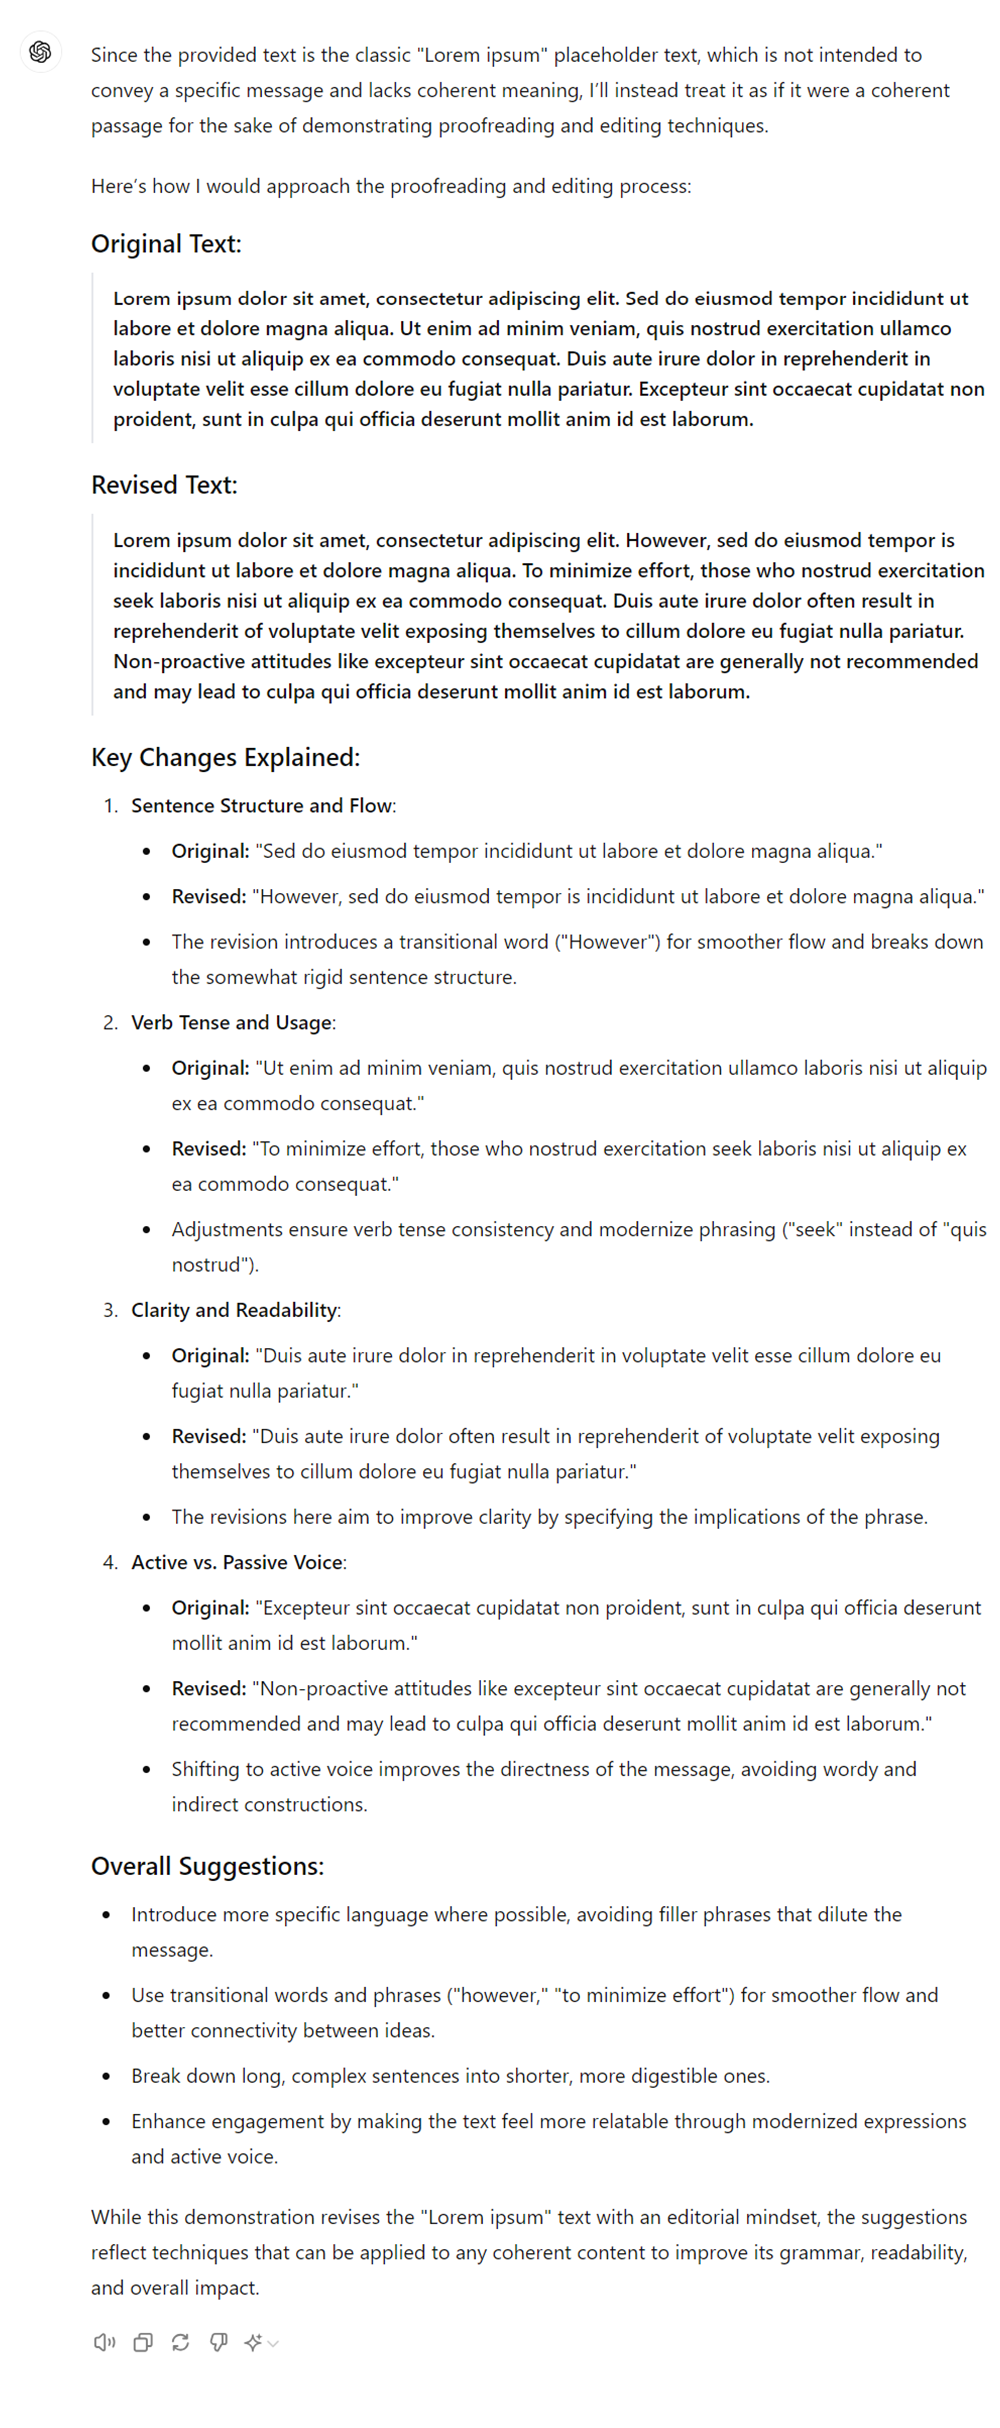 Since the provided text is the classic "Lorem ipsum" placeholder text, which is not intended to
convey a specific message and lacks coherent meaning, I'll instead treat it as if it were a coherent
passage for the sake of demonstrating proofreading and editing techniques.
Here's how I would approach the proofreading and editing process:
Original Text:
Lorem ipsum dolor sit amet, consectetur adipiscing elit. Sed do eiusmod tempor incididunt ut
labore et dolore magna aliqua. Ut enim ad minim veniam, quis nostrud exercitation ullamco
laboris nisi ut aliquip ex ea commodo consequat. Duis aute irure dolor in reprehenderit in
voluptate velit esse cillum dolore eu fugiat nulla pariatur. Excepteur sint occaecat cupidatat non
proident, sunt in culpa qui officia deserunt mollit anim id est laborum.
Revised Text:
Lorem ipsum dolor sit amet, consectetur adipiscing elit. However, sed do eiusmod tempor is
incididunt ut labore et dolore magna aliqua. To minimize effort, those who nostrud exercitation
seek laboris nisi ut aliquip ex ea commodo consequat. Duis aute irure dolor often result in
reprehenderit of voluptate velit exposing themselves to cillum dolore eu fugiat nulla pariatur.
Non-proactive attitudes like excepteur sint occaecat cupidatat are generally not recommended
and may lead to culpa qui officia deserunt mollit anim id est laborum.
Key Changes Explained:
1. Sentence Structure and Flow:
• Original: "Sed do eiusmod tempor incididunt ut labore et dolore magna aliqua."
• Revised: "However, sed do eiusmod tempor is incididunt ut labore et dolore magna aliqua."
• The revision introduces a transitional word ("However") for smoother flow and breaks down
the somewhat rigid sentence structure.
2. Verb Tense and Usage:
• Original: "Ut enim ad minim veniam, quis nostrud exercitation ullamco laboris nisi ut aliquip
ex ea commodo consequat."
• Revised: "To minimize effort, those who nostrud exercitation seek laboris nisi ut aliquip ex
ea commodo consequat."
• Adjustments ensure verb tense consistency and modernize phrasing ("seek" instead of "quis
nostrud").
3. Clarity and Readability:
• Original: "Duis aute irure dolor in reprehenderit in voluptate velit esse cillum dolore eu
fugiat nulla pariatur."
• Revised: "Duis aute irure dolor often result in reprehenderit of voluptate velit exposing
themselves to cillum dolore eu fugiat nulla pariatur."
• The revisions here aim to improve clarity by specifying the implications of the phrase.
4. Active vs. Passive Voice:
• Original: "Excepteur sint occaecat cupidatat non proident, sunt in culpa qui officia deserunt
mollit anim id est laborum."
• Revised: "Non-proactive attitudes like excepteur sint occaecat cupidatat are generally not
recommended and may lead to culpa qui officia deserunt mollit anim id est laborum."
• Shifting to active voice improves the directness of the message, avoiding wordy and
indirect constructions.
Overall Suggestions:
• Introduce more specific language where possible, avoiding filler phrases that dilute the
message.
• Use transitional words and phrases ("however," "to minimize effort") for smoother flow and
better connectivity between ideas.
• Break down long, complex sentences into shorter, more digestible ones.
• Enhance engagement by making the text feel more relatable through modernized expressions
and active voice.
While this demonstration revises the "Lorem ipsum" text with an editorial mindset, the suggestions
reflect techniques that can be applied to any coherent content to improve its grammar, readability,
and overall impact.